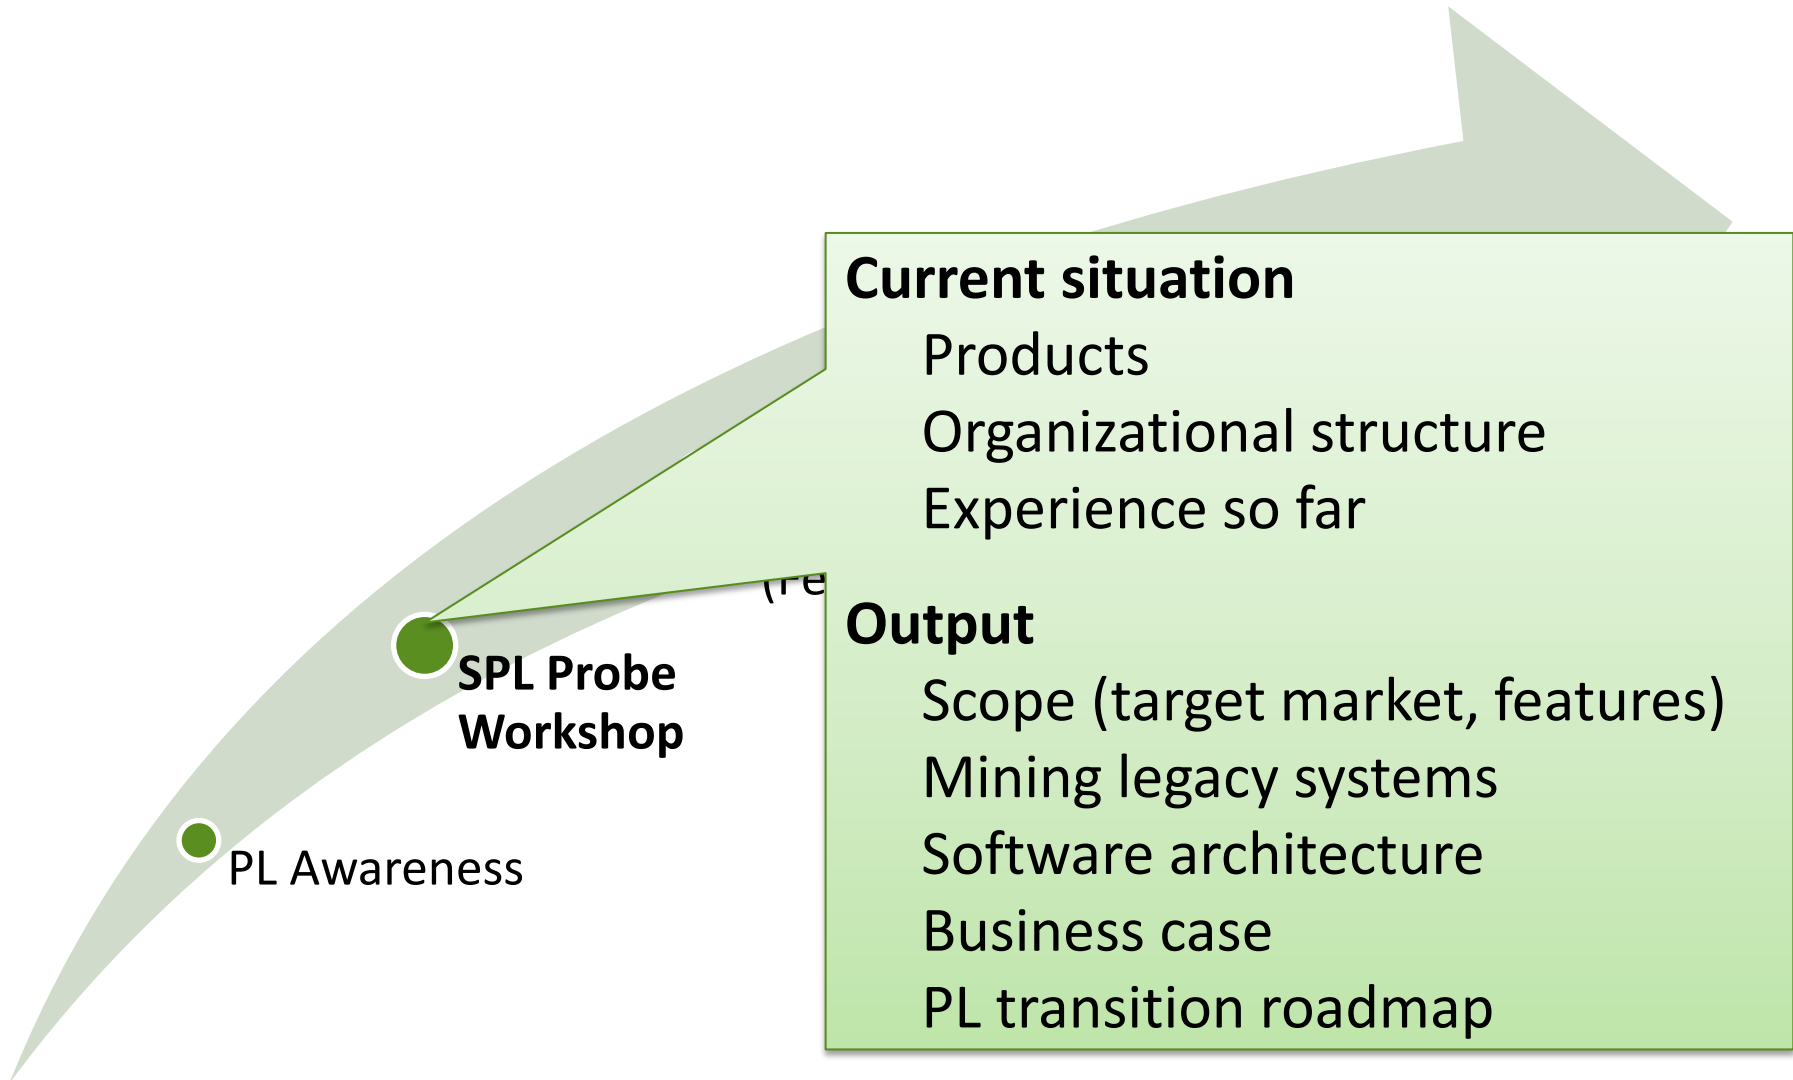 Current situation
Products
Organizational structure
Experience so far
Output
Scope (target market, features)
Mining legacy systems
Software architecture
Business case
PL transition roadmap
SPL Probe
Workshop
PL Awareness